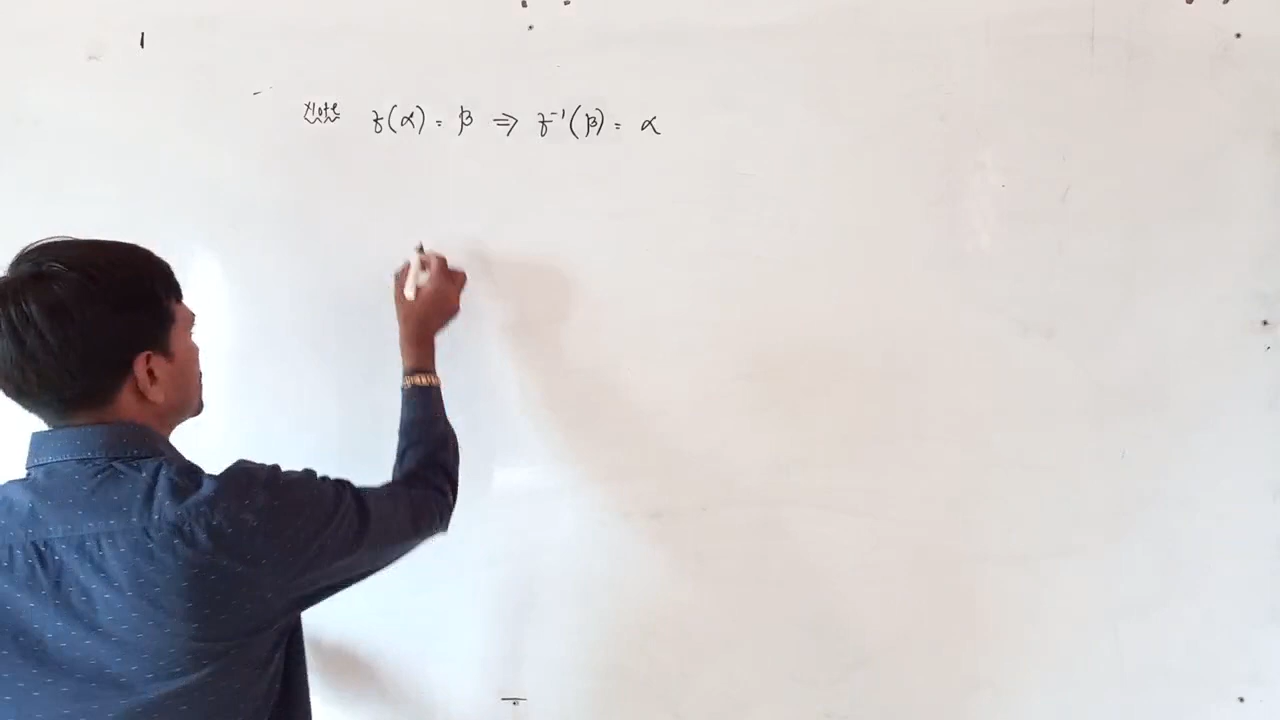 Note f(α) = β ⇒ f⁻¹(β) = α